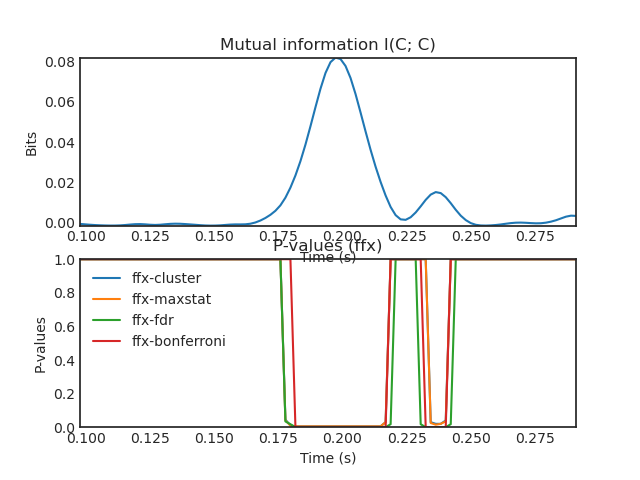 Mutual information I(C; C)
0.08
0.06
0.04
0.02
0.00
Bits
0.100 0.125 0.150 0.175 0.200 0.225 0.250 0.275
Time (s)
P-values (ffx)
1.0
0.8
0.6
0.4
0.2
0.0
P-values
ffx-cluster
ffx-maxstat
ffx-fdr
ffx-bonferroni
0.100 0.125 0.150 0.175 0.200 0.225 0.250 0.275
Time (s)